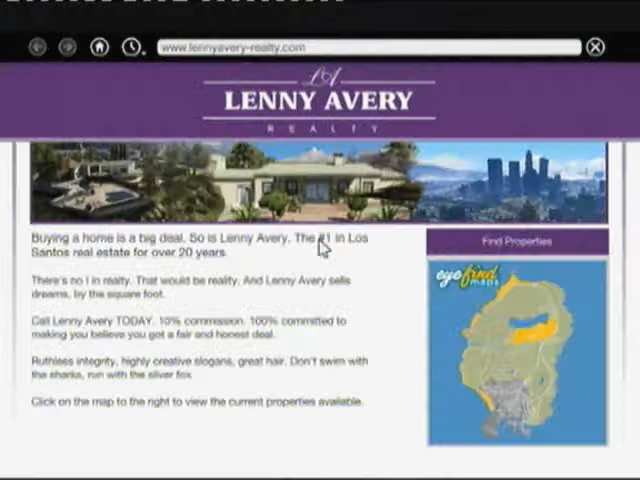 www.lennyavery-realty.com
LA
LENNY AVERY
REALTY
Buying a home is a big deal. So is Lenny Avery. The #1 in Los
Santos real estate for over 20 years.
There's no I in realty. That would be reality. And Lenny Avery sells
dreams, by the square foot.
Call Lenny Avery TODAY. 10% commission. 100% committed to
making you believe you got a fair and honest deal.
Ruthless integrity, highly creative slogans, great hair. Don't swim with
the sharks, run with the silver fox
Click on the map to the right to view the current properties available.
Find Properties
eyefind
maps